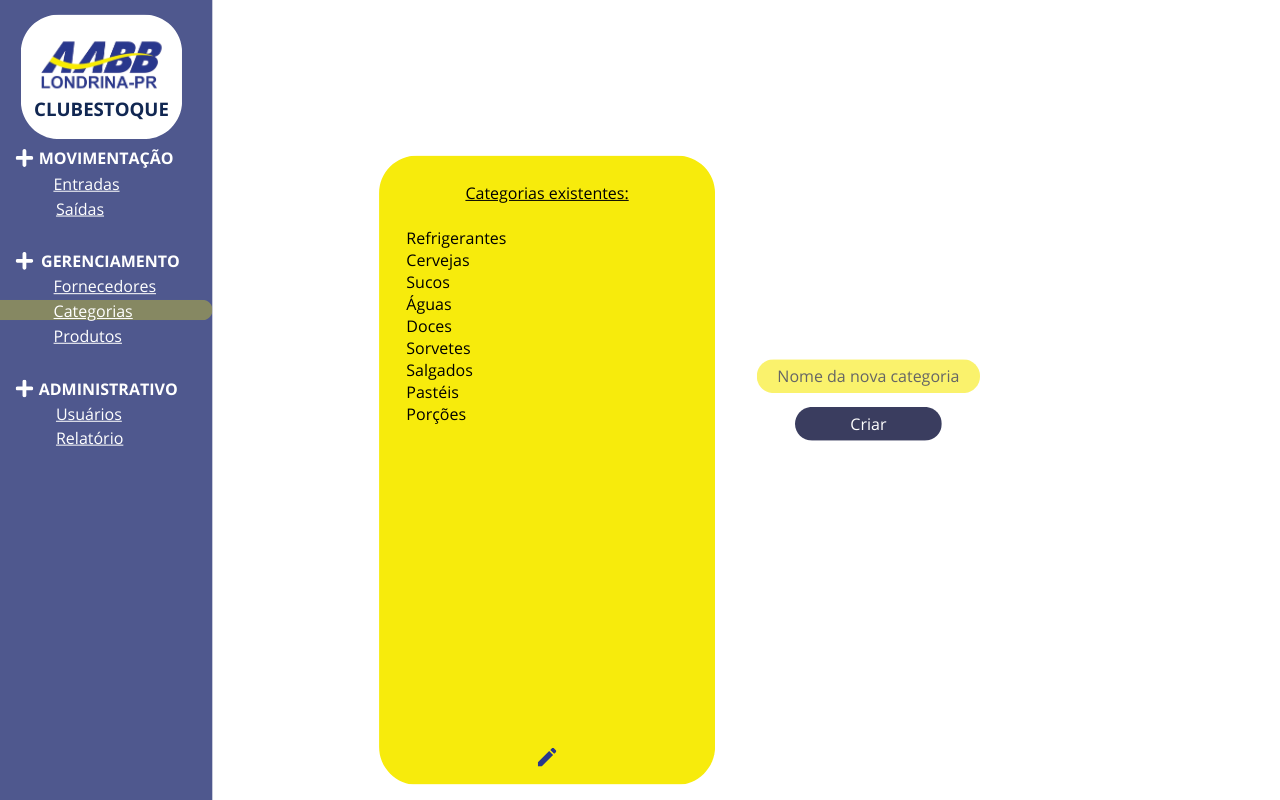 AABB
LONDRINA-PR
CLUBESTOQUE
MOVIMENTAÇÃO
Entradas
Saídas
GERENCIAMENTO
Fornecedores
Categorias
Produtos
ADMINISTRATIVO
Usuários
Relatório
Categorias existentes:
Refrigerantes
Cervejas
Sucos
Águas
Doces
Sorvetes
Salgados
Pastéis
Porções
Nome da nova categoria
Criar